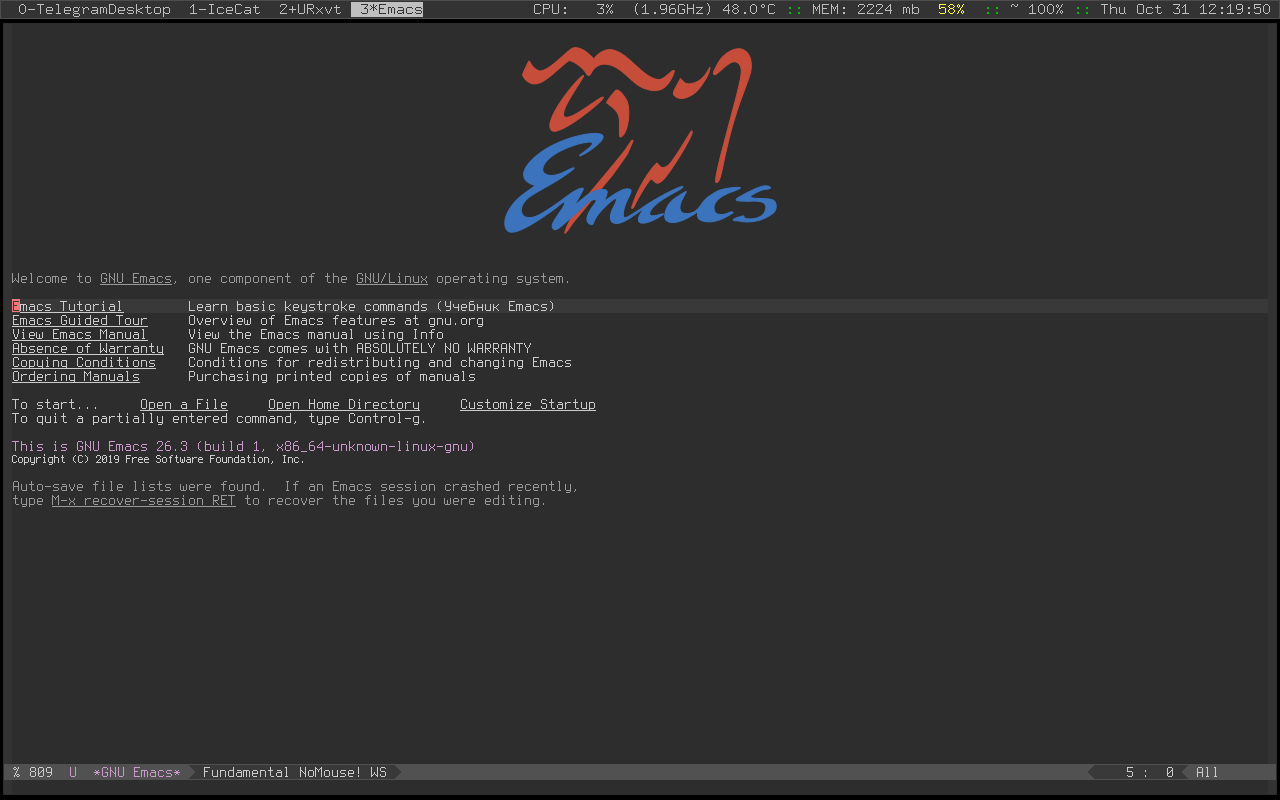 0-TelegramDesktop 1-IceCat 2+URxvt 3*Emacs CPU: 3% (1.96GHz) 48.0°C :: MEM: 2224 mb 58% :: ~ 100% :: Thu Oct 31 12:19:50
Emacs
Welcome to GNU Emacs, one component of the GNU/Linux operating system.
Emacs Tutorial Learn basic keystroke commands (Учебник Emacs)
Emacs Guided Tour Overview of Emacs features at gnu.org
View Emacs Manual View the Emacs manual using Info
Absence of Warranty GNU Emacs comes with ABSOLUTELY NO WARRANTY
Copying Conditions Conditions for redistributing and changing Emacs
Ordering Manuals Purchasing printed copies of manuals
To start... Open a File Open Home Directory Customize Startup
To quit a partially entered command, type Control-g.
This is GNU Emacs 26.3 (build 1, x86_64-unknown-linux-gnu)
Copyright (C) 2019 Free Software Foundation, Inc.
Auto-save file lists were found. If an Emacs session crashed recently,
type M-x recover-session RET to recover the files you were editing.
% 809 U *GNU Emacs* Fundamental NoMouse! WS 5 : 0 All